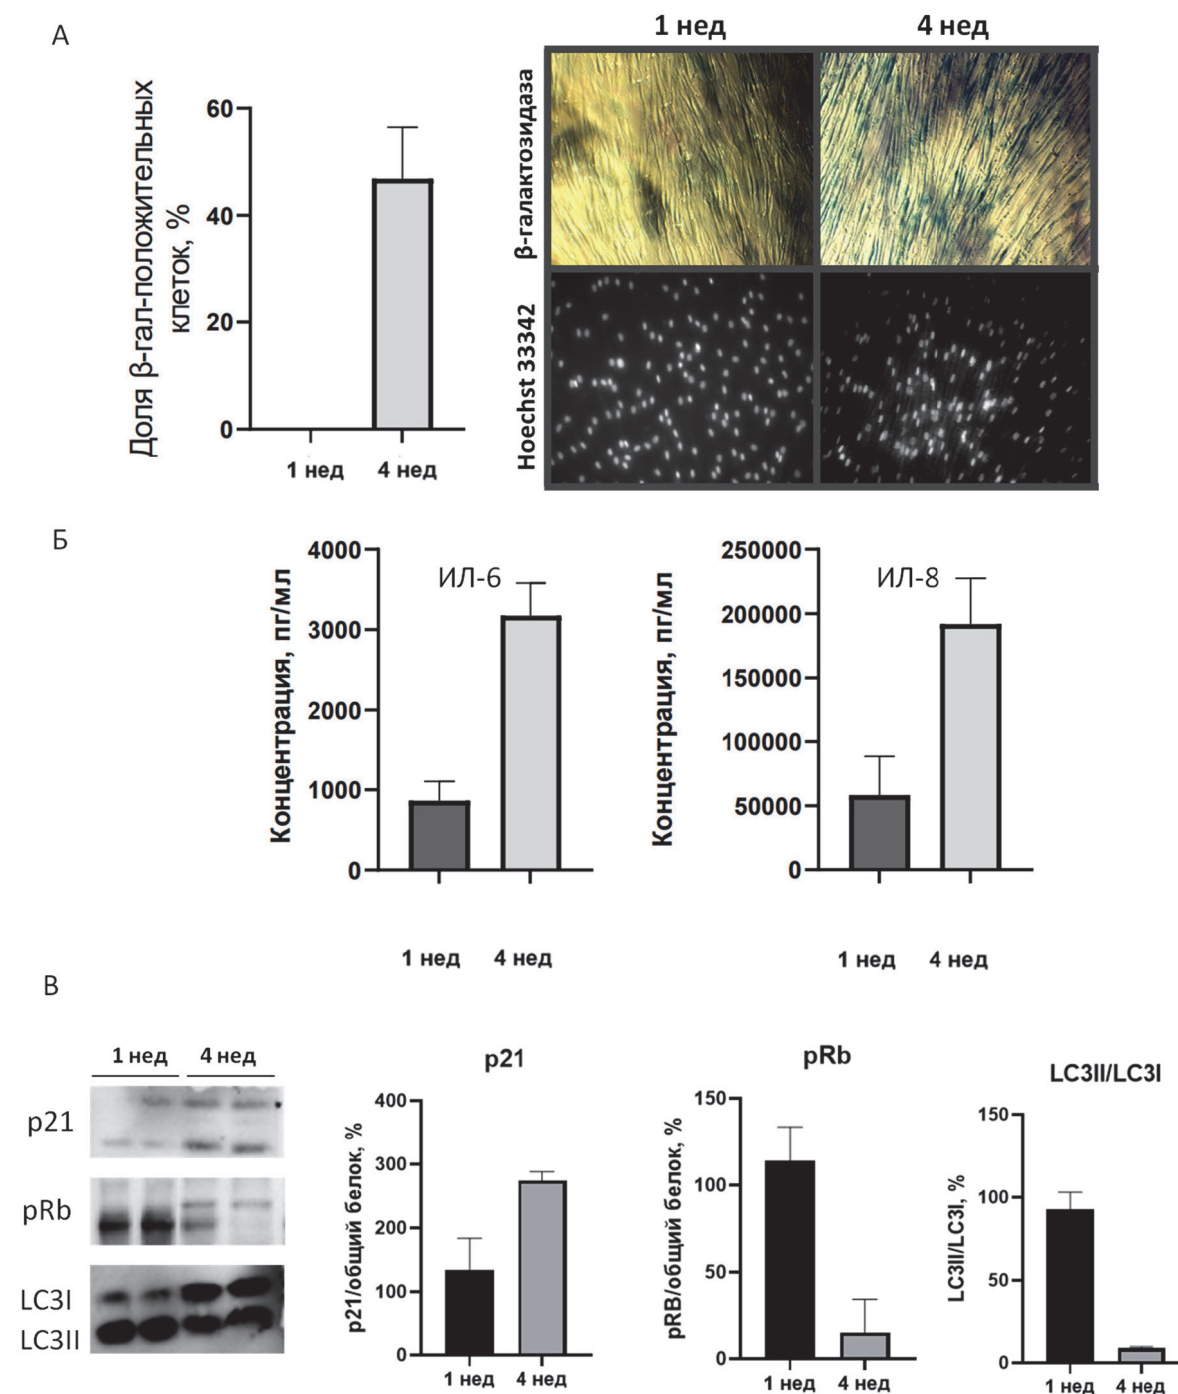 А
1 нед
4 нед
Доля β-гал-положительных
клеток, %
60
40
20
0
1 нед
4 нед
β-галактозидаза
Hoechst 33342
Б
Концентрация, пг/мл
4000
3000
2000
1000
0
ИЛ-6
1 нед
4 нед
Концентрация, пг/мл
250000
200000
150000
100000
50000
0
ИЛ-8
1 нед
4 нед
В
1 нед
4 нед
p21
pRb
LC3I
LC3II
p21
p21/общий белок, %
400
300
200
100
0
1 нед
4 нед
pRb
pRB/общий белок, %
150
100
50
0
1 нед
4 нед
LC3II/LC3I
LC3II/LC3I, %
150
100
50
0
1 нед
4 нед